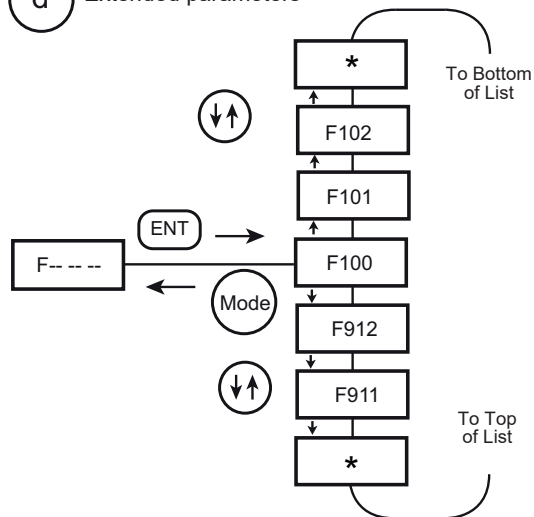 d Extended parameters
*
To Bottom
of List
F102
F101
ENT
F-- -- --
F100
Mode
F912
F911
To Top
of List
*